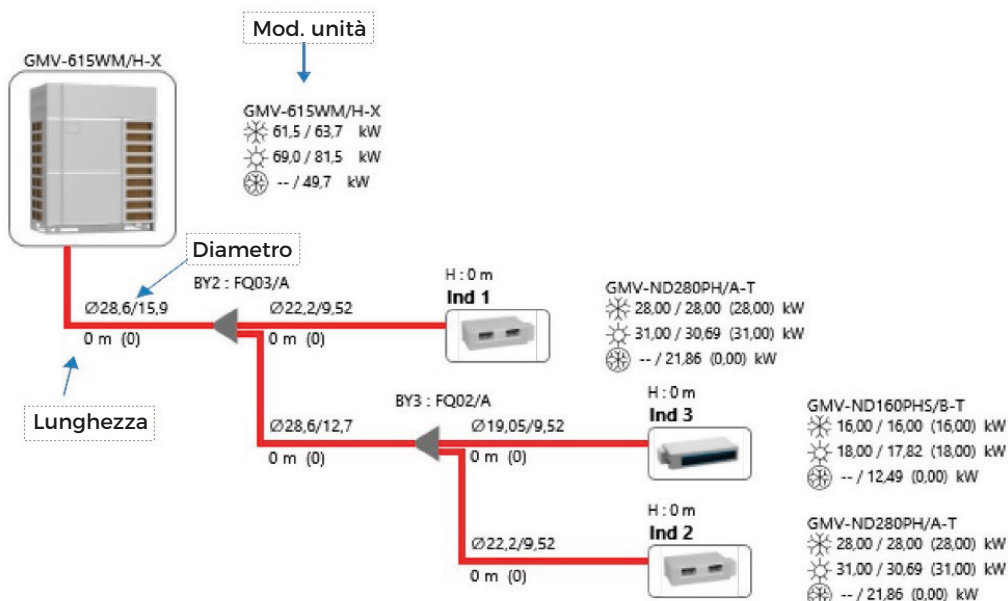 Mod. unità
GMV-615WM/H-X
GMV-615WM/H-X
61,5 / 63,7 kW
69,0 / 81,5 kW
-- / 49,7 kW
Diametro
BY2 : FQ03/A
Ø28,6/15,9
0 m (0)
Lunghezza
Ø22,2/9,52
0 m (0)
H : 0 m
Ind 1
GMV-ND280PH/A-T
28,00 / 28,00 (28,00) kW
31,00 / 30,69 (31,00) kW
-- / 21,86 (0,00) kW
Ø28,6/12,7
0 m (0)
BY3 : FQ02/A
Ø19,05/9,52
0 m (0)
H : 0 m
Ind 3
GMV-ND160PHS/B-T
16,00 / 16,00 (16,00) kW
18,00 / 17,82 (18,00) kW
-- / 12,49 (0,00) kW
Ø22,2/9,52
0 m (0)
H : 0 m
Ind 2
GMV-ND280PH/A-T
28,00 / 28,00 (28,00) kW
31,00 / 30,69 (31,00) kW
-- / 21,86 (0,00) kW